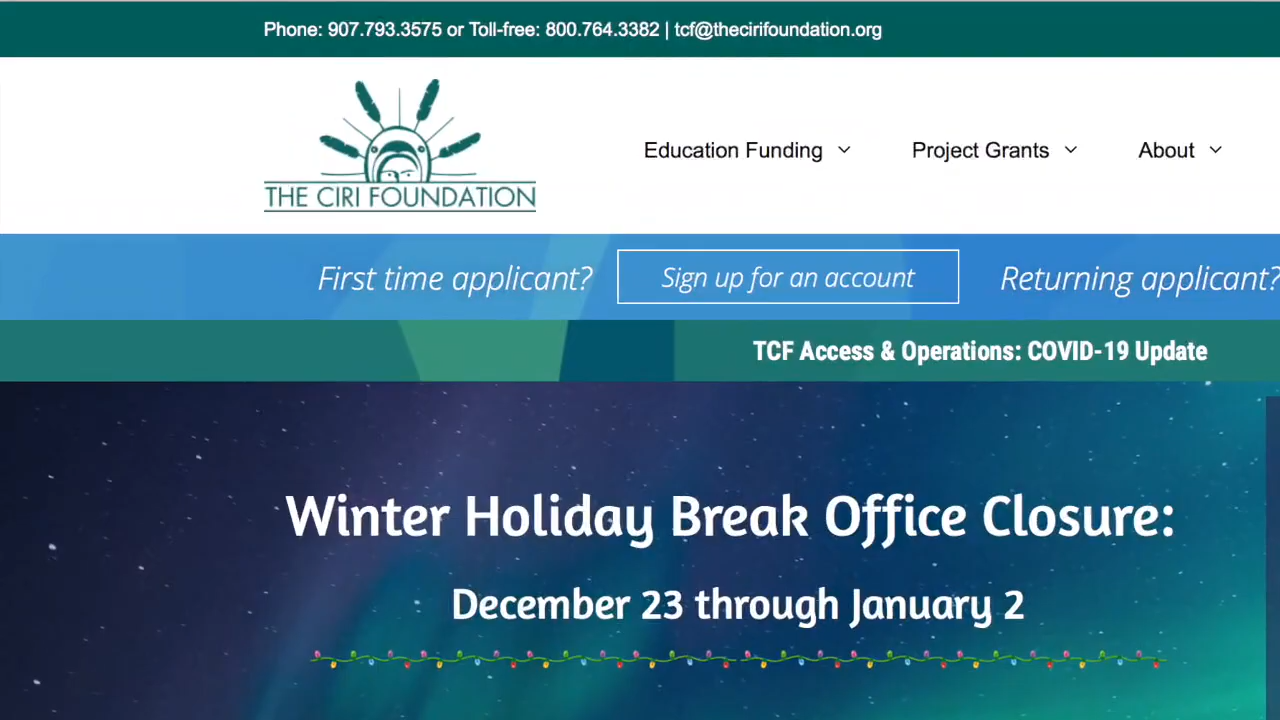 Phone: 907.793.3575 or Toll-free: 800.764.3382 | tcf@thecirifoundation.org
THE CIRI FOUNDATION
Education Funding
Project Grants
About
First time applicant?
Sign up for an account
Returning applicant?
TCF Access & Operations: COVID-19 Update
Winter Holiday Break Office Closure:
December 23 through January 2